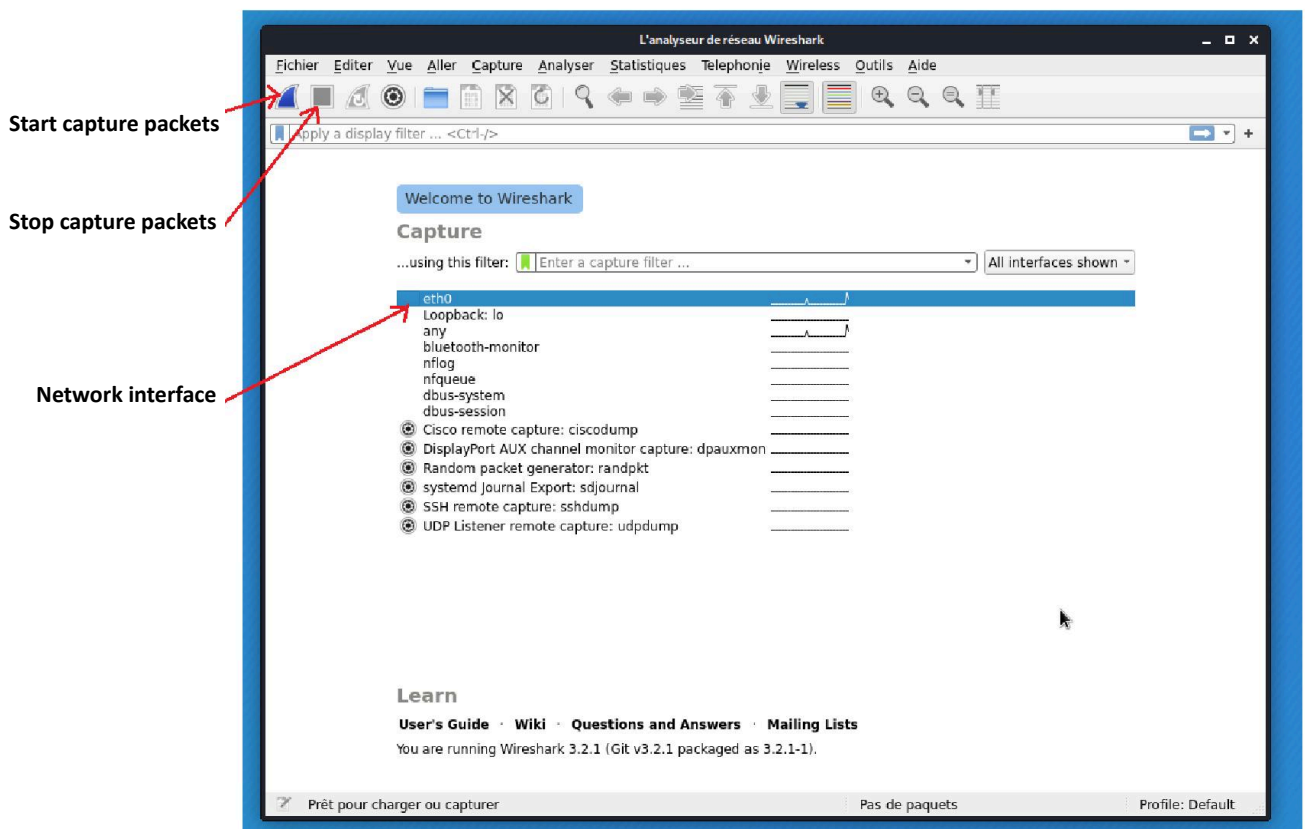 L'analyseur de réseau Wireshark
Fichier Editer Vue Aller Capture Analyser Statistiques Telephonie Wireless Outils Aide
Start capture packets
Apply a display filter ... <Ctrl-/>
+
Stop capture packets
Welcome to Wireshark
Capture
...using this filter: Enter a capture filter ... All interfaces shown
eth0
Loopback: lo
any
bluetooth-monitor
nflog
nfqueue
dbus-system
dbus-session
Network interface
Cisco remote capture: ciscodump
DisplayPort AUX channel monitor capture: dpauxmon
Random packet generator: randpkt
systemd Journal Export: sdjournal
SSH remote capture: sshdump
UDP Listener remote capture: udpdump
Learn
User's Guide · Wiki · Questions and Answers · Mailing Lists
You are running Wireshark 3.2.1 (Git v3.2.1 packaged as 3.2.1-1).
Prêt pour charger ou capturer Pas de paquets Profile: Default